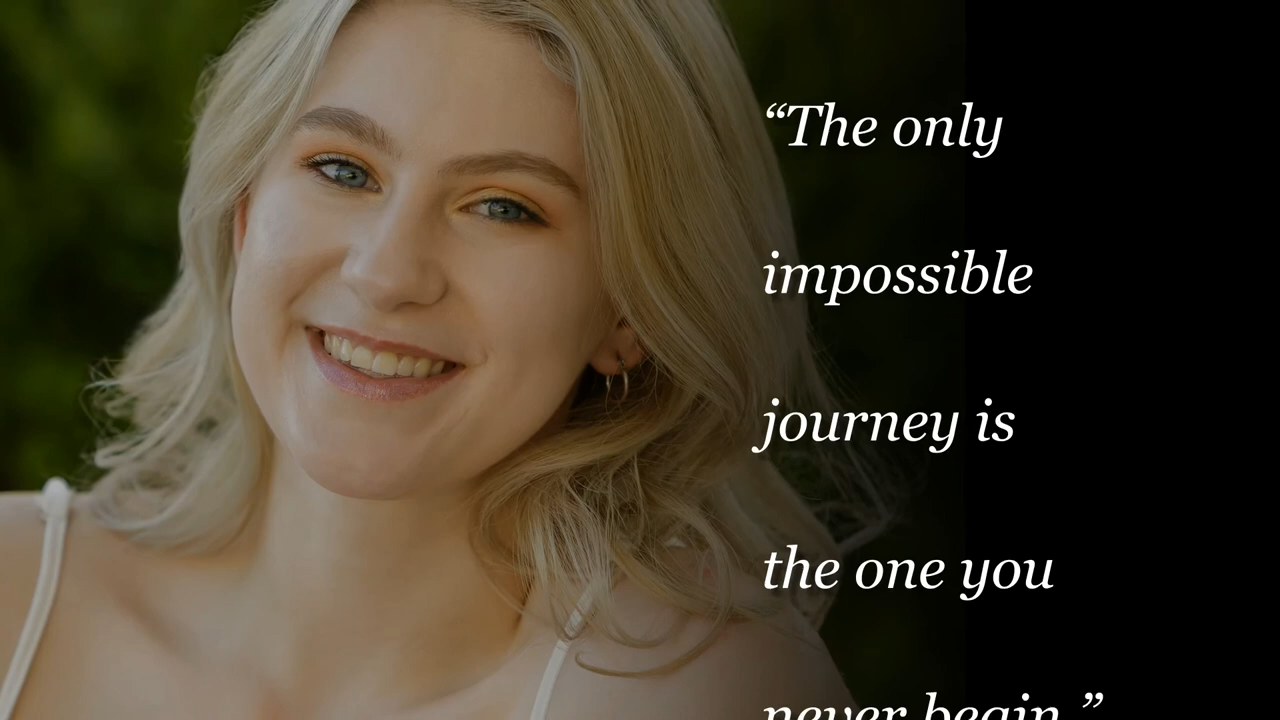 “The only
impossible
journey is
the one you
never begin.”